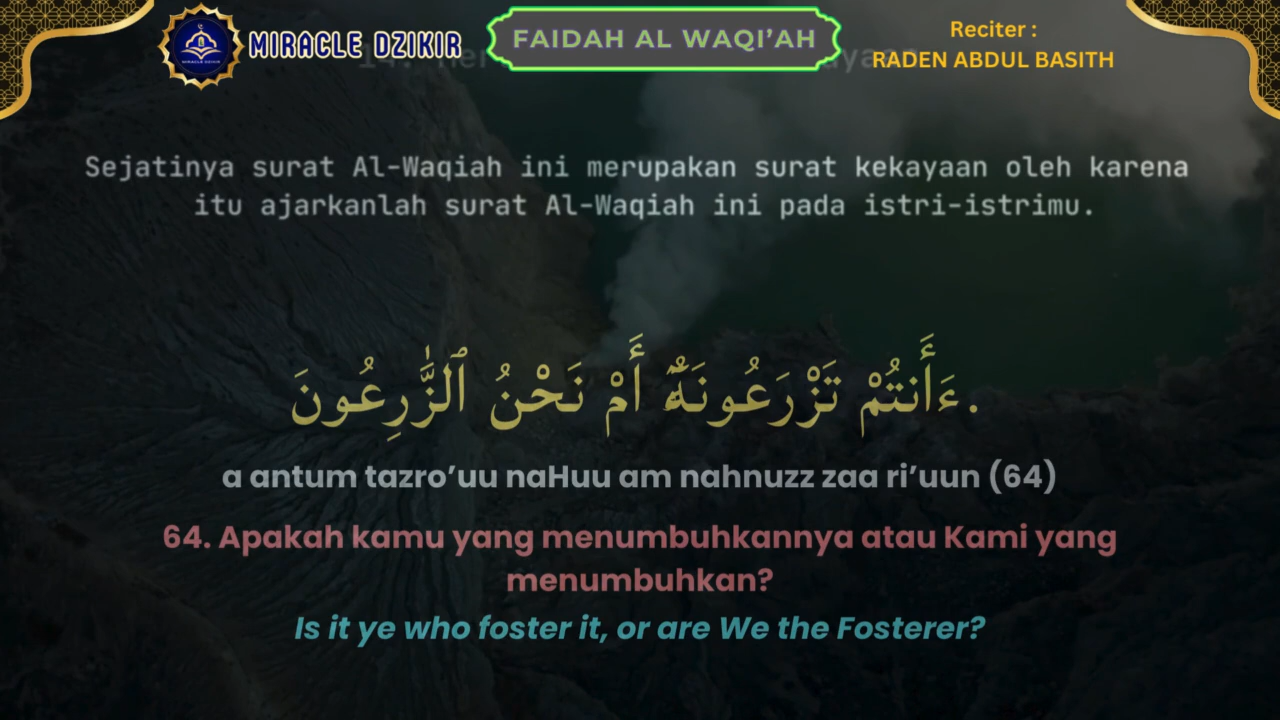 MIRACLE DZIKIR
FAIDAH AL WAQI’AH
Reciter :
RADEN ABDUL BASITH
Sejatinya surat Al-Waqiah ini merupakan surat kekayaan oleh karena
itu ajarkanlah surat Al-Waqiah ini pada istri-istrimu.
ءَأَنتُمْ تَزْرَعُونَهُۥٓ أَمْ نَحْنُ ٱلزَّٰرِعُونَ.
a antum tazro’uu naHuu am nahnuzz zaa ri’uun (64)
64. Apakah kamu yang menumbuhkannya atau Kami yang
menumbuhkan?
Is it ye who foster it, or are We the Fosterer?